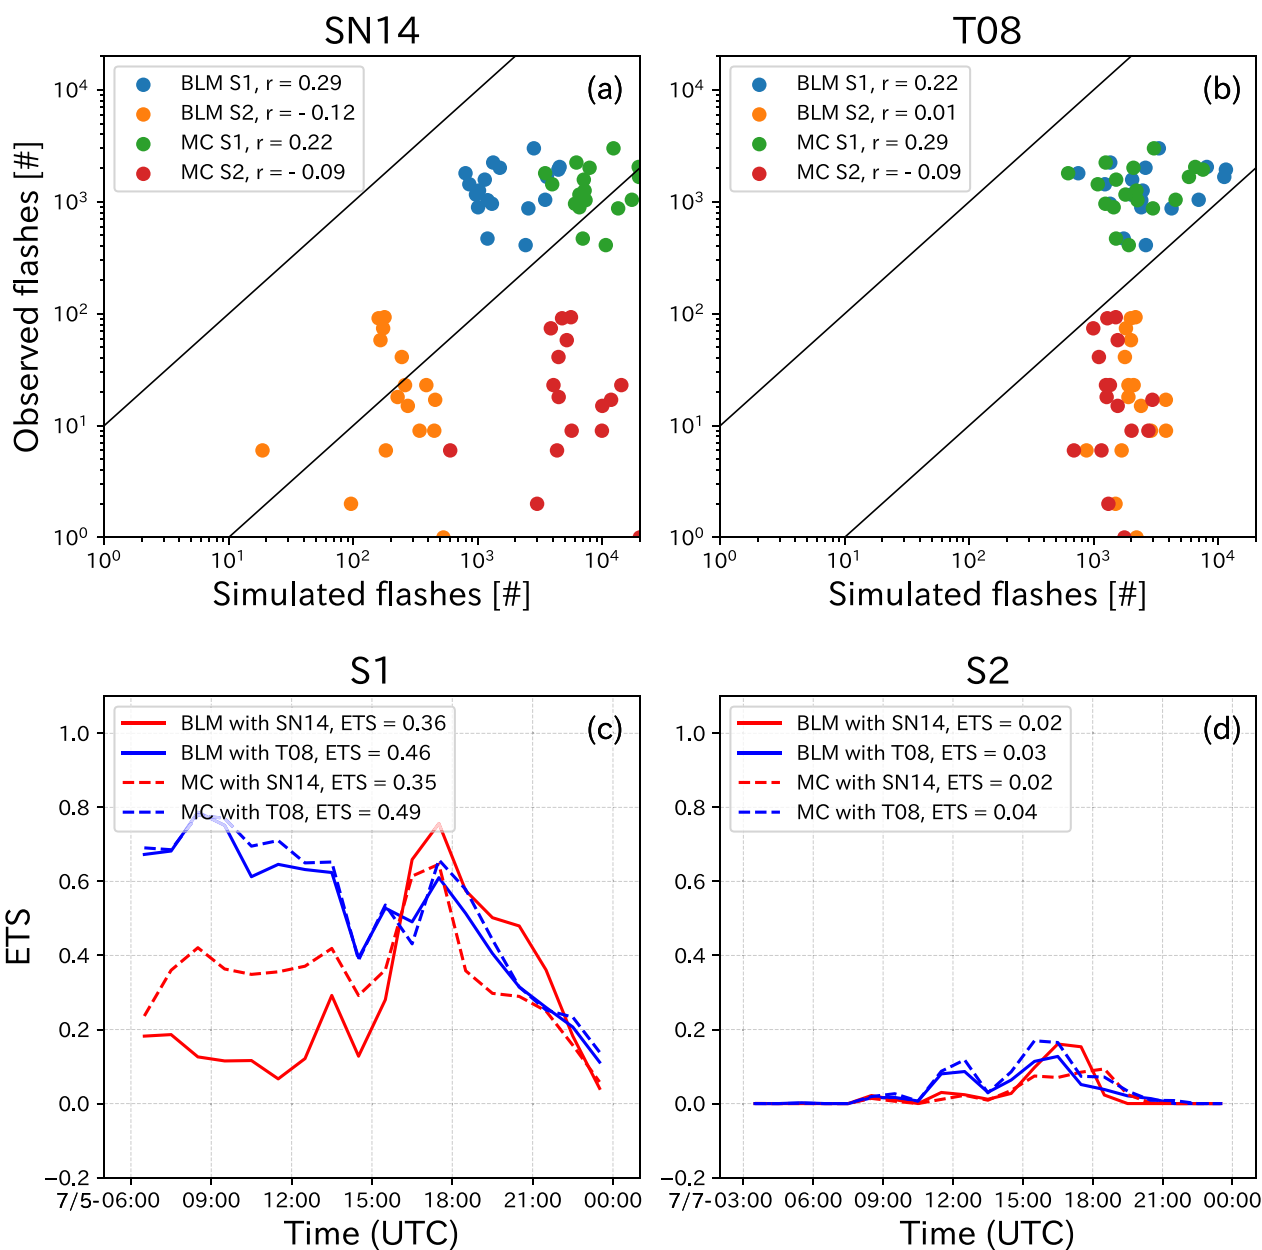 SN14
T08
(a)
BLM S1, r = 0.29
BLM S2, r = - 0.12
MC S1, r = 0.22
MC S2, r = - 0.09
(b)
BLM S1, r = 0.22
BLM S2, r = 0.01
MC S1, r = 0.29
MC S2, r = - 0.09
Observed flashes [#]
10⁴
10³
10²
10¹
10⁰
10⁴
10³
10²
10¹
10⁰
10⁰ 10¹ 10² 10³ 10⁴
10⁰ 10¹ 10² 10³ 10⁴
Simulated flashes [#]
Simulated flashes [#]
S1
S2
(c)
BLM with SN14, ETS = 0.36
BLM with T08, ETS = 0.46
MC with SN14, ETS = 0.35
MC with T08, ETS = 0.49
(d)
BLM with SN14, ETS = 0.02
BLM with T08, ETS = 0.03
MC with SN14, ETS = 0.02
MC with T08, ETS = 0.04
ETS
1.0
0.8
0.6
0.4
0.2
0.0
−0.2
1.0
0.8
0.6
0.4
0.2
0.0
−0.2
7/5-06:00 09:00 12:00 15:00 18:00 21:00 00:00
7/7-03:00 06:00 09:00 12:00 15:00 18:00 21:00 00:00
Time (UTC)
Time (UTC)